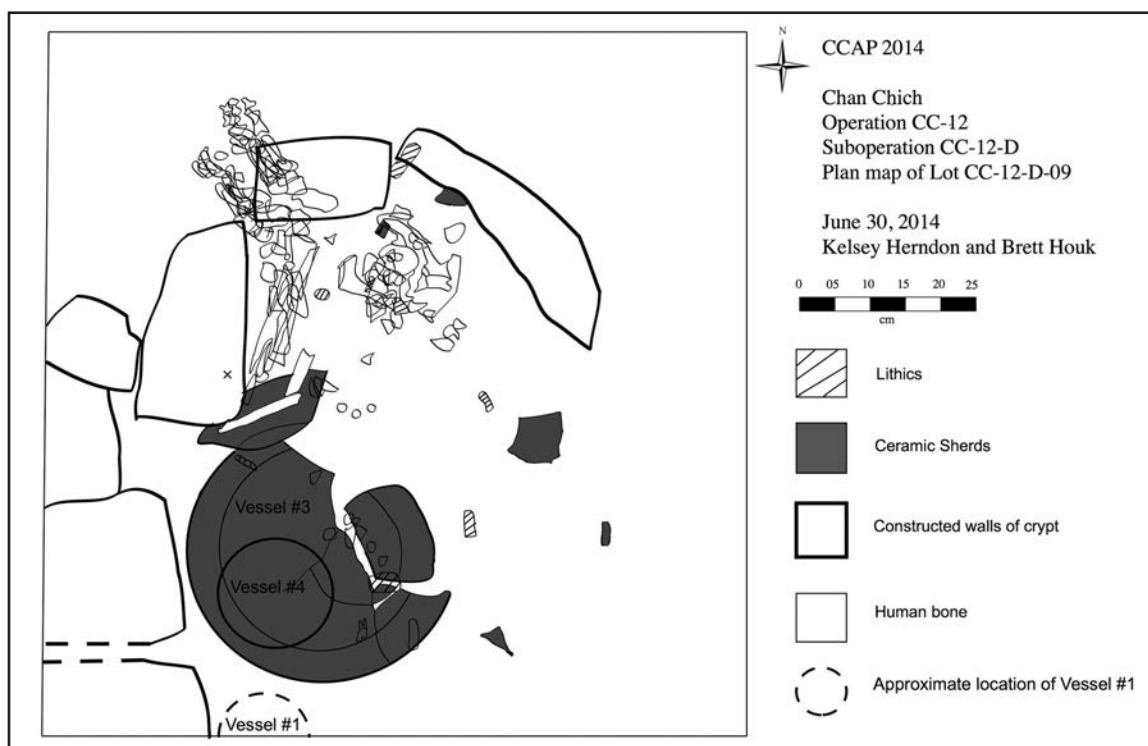 N
CCAP 2014
Chan Chich
Operation CC-12
Suoperation CC-12-D
Plan map of Lot CC-12-D-09
June 30, 2014
Kelsey Herndon and Brett Houk
0 05 10 15 20 25
cm
Lithics
Ceramic Sherds
Constructed walls of crypt
Human bone
Approximate location of Vessel #1
Vessel #3
Vessel #4
Vessel #1